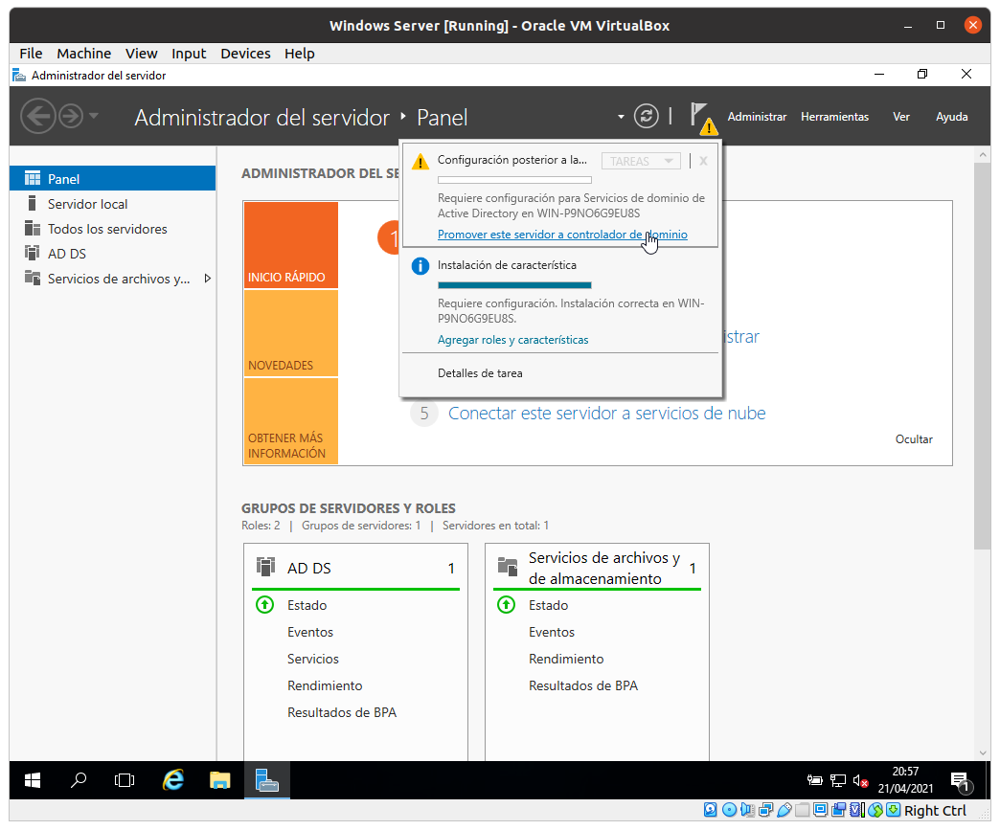 Windows Server [Running] - Oracle VM VirtualBox
File Machine View Input Devices Help
Administrador del servidor
Administrador del servidor ‣ Panel
Administrar Herramientas Ver Ayuda
Panel
Servidor local
Todos los servidores
AD DS
Servicios de archivos y...
ADMINISTRADOR DEL SE
Configuración posterior a la...
TAREAS
X
Requiere configuración para Servicios de dominio de
Active Directory en WIN-P9NO6G9EU8S
Promover este servidor a controlador de dominio
Instalación de característica
Requiere configuración. Instalación correcta en WIN-
P9NO6G9EU8S.
Agregar roles y características
Detalles de tarea
INICIO RÁPIDO
NOVEDADES
OBTENER MÁS
INFORMACIÓN
1
istrar
5 Conectar este servidor a servicios de nube
Ocultar
GRUPOS DE SERVIDORES Y ROLES
Roles: 2 | Grupos de servidores: 1 | Servidores en total: 1
AD DS 1
Estado
Eventos
Servicios
Rendimiento
Resultados de BPA
Servicios de archivos y
de almacenamiento 1
Estado
Eventos
Rendimiento
Resultados de BPA
20:57
21/04/2021
1
Right Ctrl